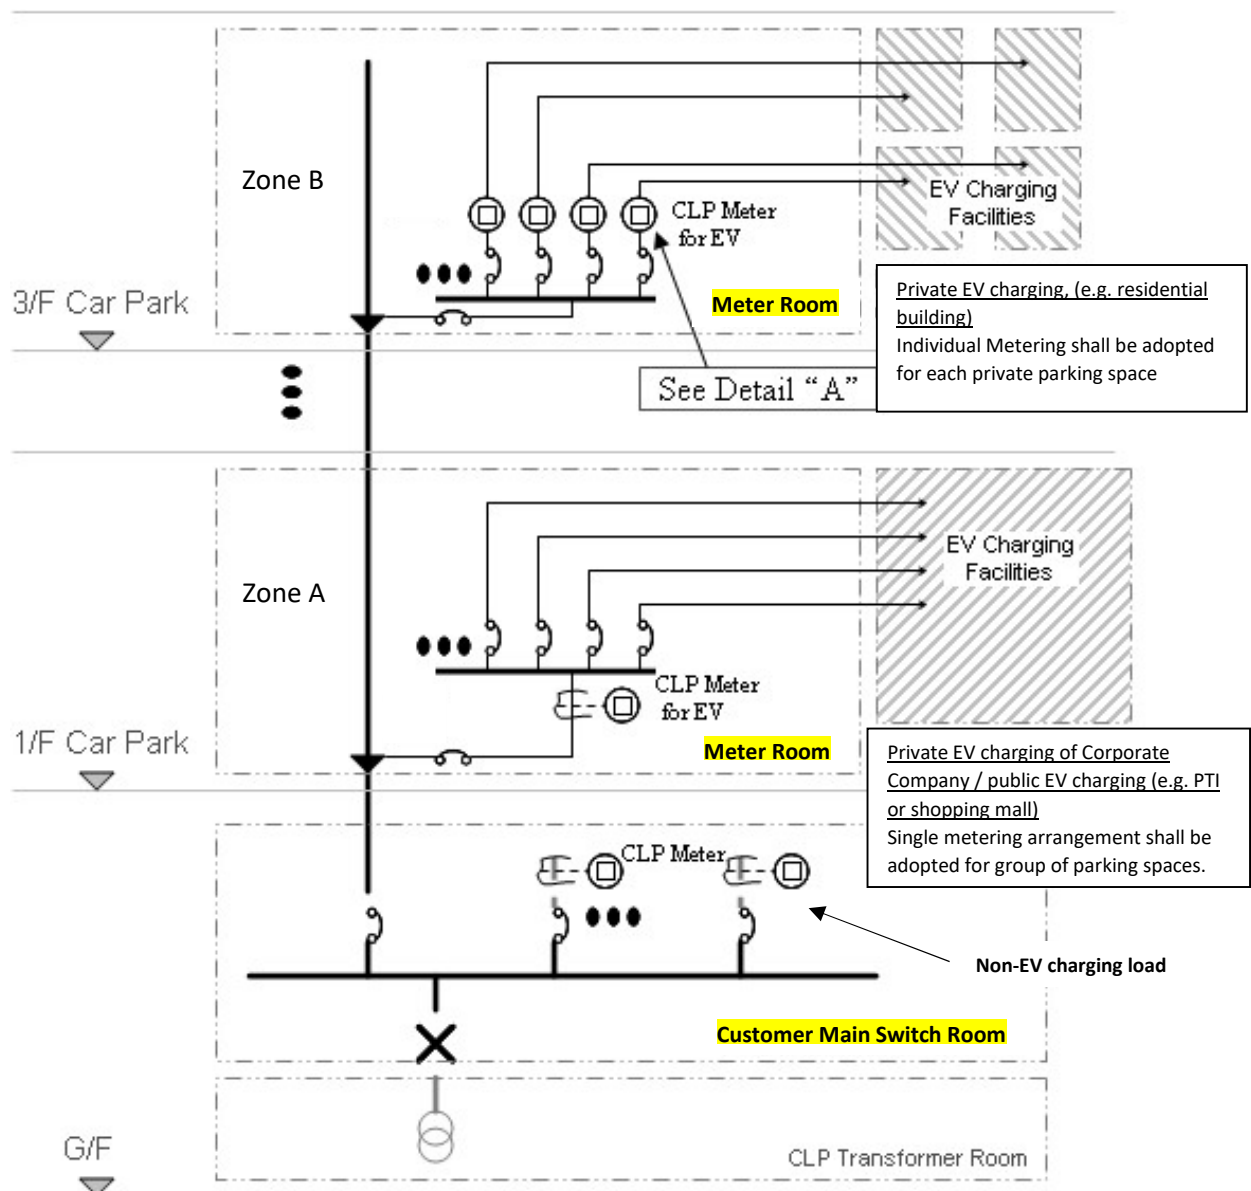 Zone B
CLP Meter
for EV
EV Charging
Facilities
3/F Car Park
Meter Room
See Detail “A”
Private EV charging, (e.g. residential
building)
Individual Metering shall be adopted
for each private parking space
Zone A
EV Charging
Facilities
CLP Meter
for EV
1/F Car Park
Meter Room
Private EV charging of Corporate
Company / public EV charging (e.g. PTI
or shopping mall)
Single metering arrangement shall be
adopted for group of parking spaces.
CLP Meter
Non-EV charging load
Customer Main Switch Room
G/F
CLP Transformer Room